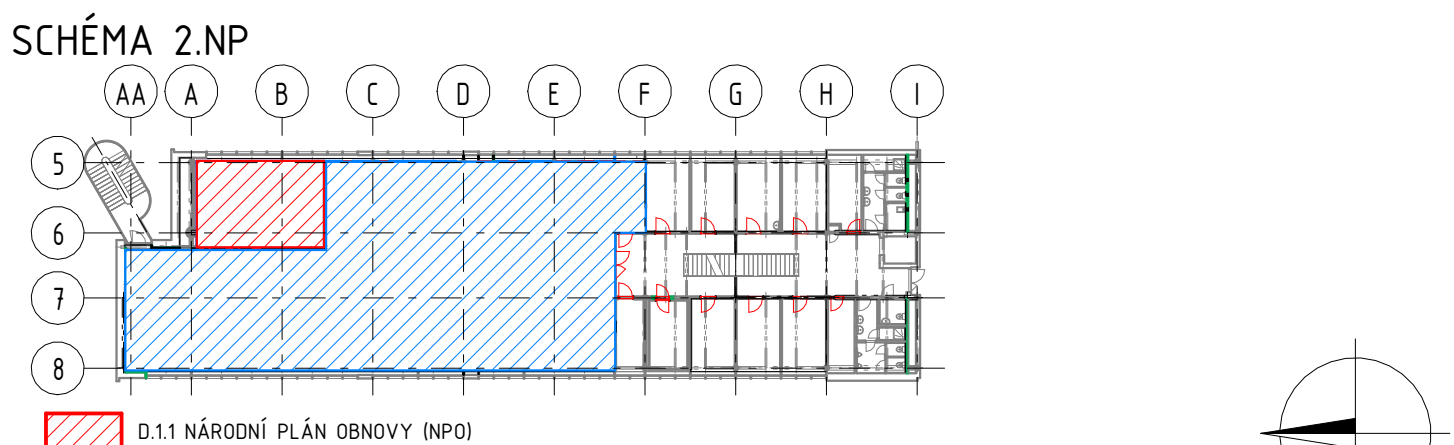 SCHÉMA 2.NP
AA A B C D E F G H I
5
6
7
8
D.1.1 NÁRODNÍ PLÁN OBNOVY (NPO)